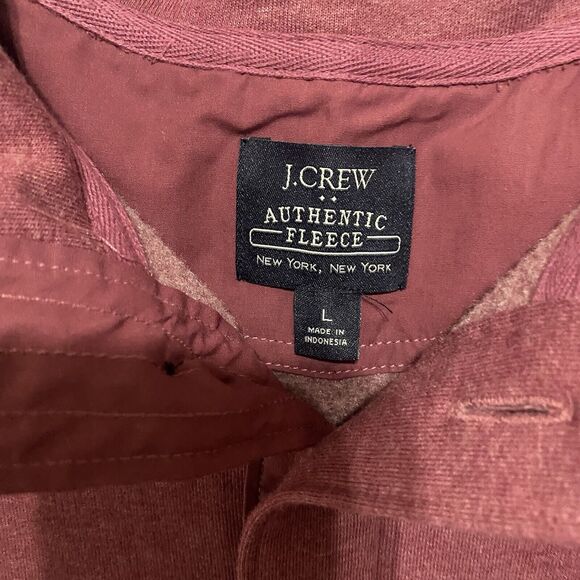 J.CREW
AUTHENTIC
FLEECE
NEW YORK, NEW YORK
L
MADE IN
INDONESIA